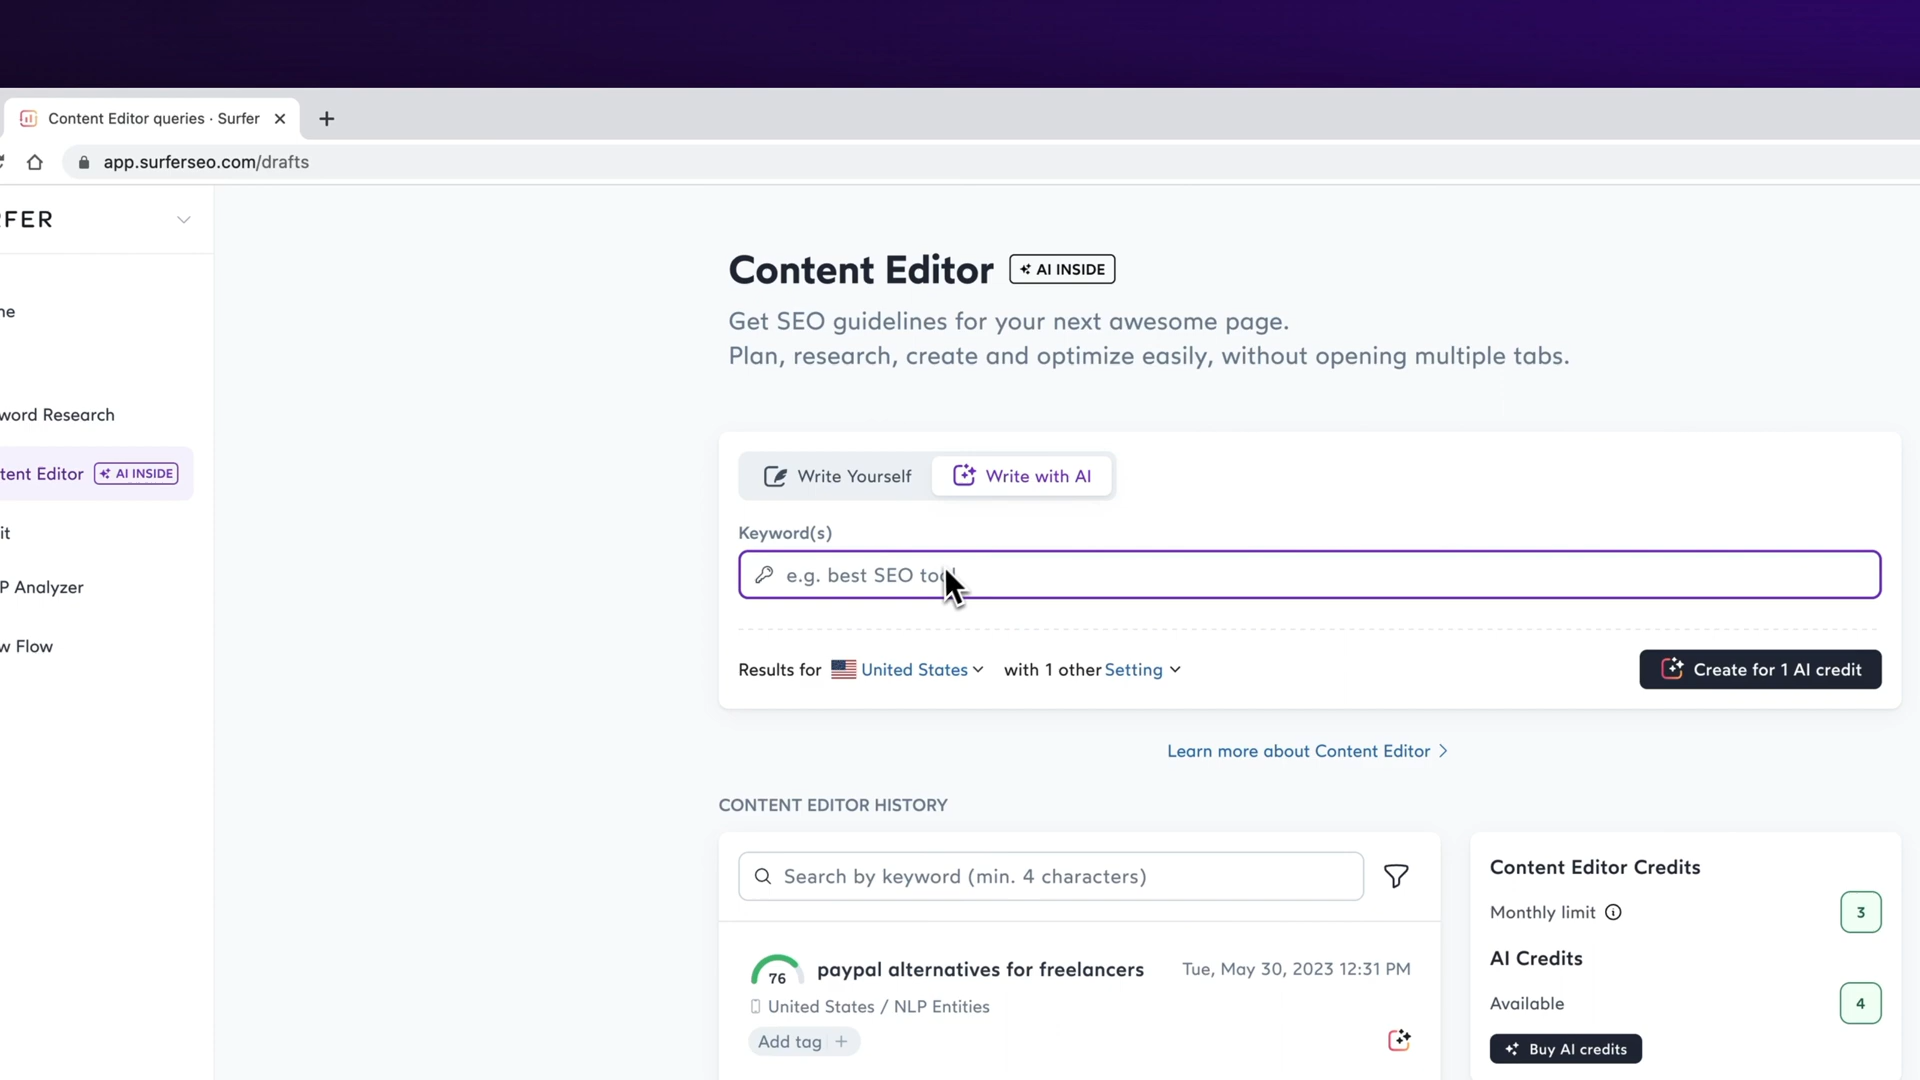 Content Editor queries · Surfer
app.surferseo.com/drafts
Content Editor
AI INSIDE
Get SEO guidelines for your next awesome page.
Plan, research, create and optimize easily, without opening multiple tabs.
word Research
tent Editor
AI INSIDE
it
P Analyzer
w Flow
Write Yourself
Write with AI
Keyword(s)
e.g. best SEO tool
Results for United States with 1 other Setting
Create for 1 AI credit
Learn more about Content Editor
CONTENT EDITOR HISTORY
Search by keyword (min. 4 characters)
76
paypal alternatives for freelancers
Tue, May 30, 2023 12:31 PM
United States / NLP Entities
Add tag +
Content Editor Credits
Monthly limit
3
AI Credits
Available
4
Buy AI credits